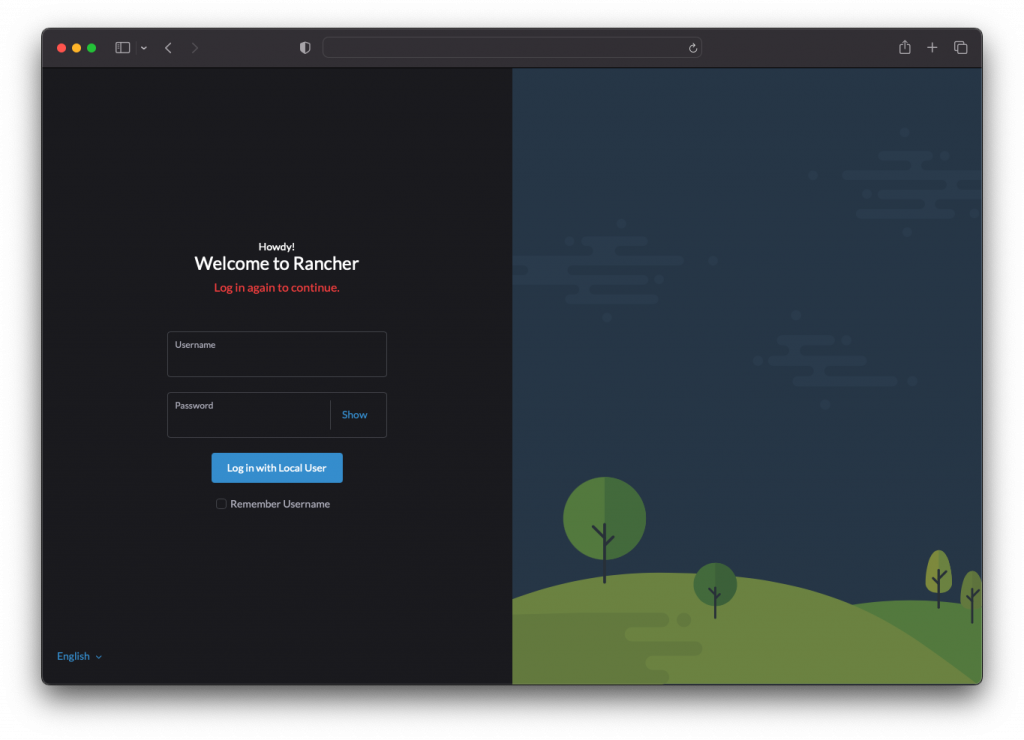 Howdy!
Welcome to Rancher
Log in again to continue.
Username
Password
Show
Log in with Local User
Remember Username
English